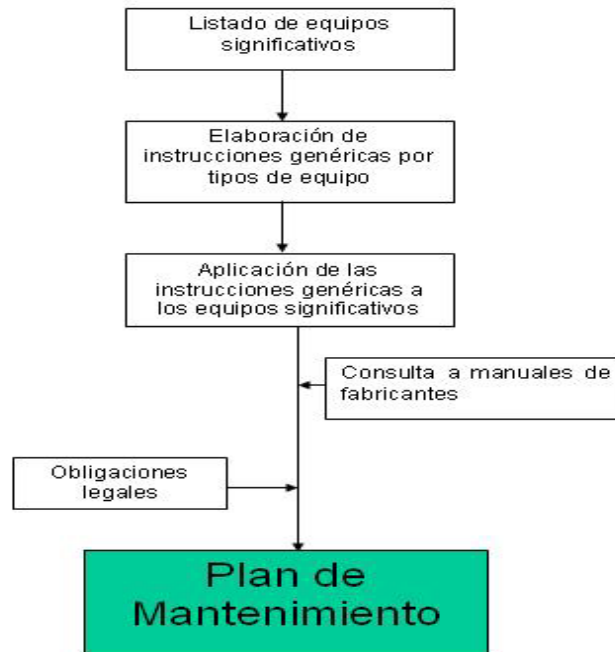 Listado de equipos
significativos
Elaboración de
instrucciones genéricas por
tipos de equipo
Aplicación de las
instrucciones genéricas a
los equipos significativos
Consulta a manuales de
fabricantes
Obligaciones
legales
Plan de
Mantenimiento